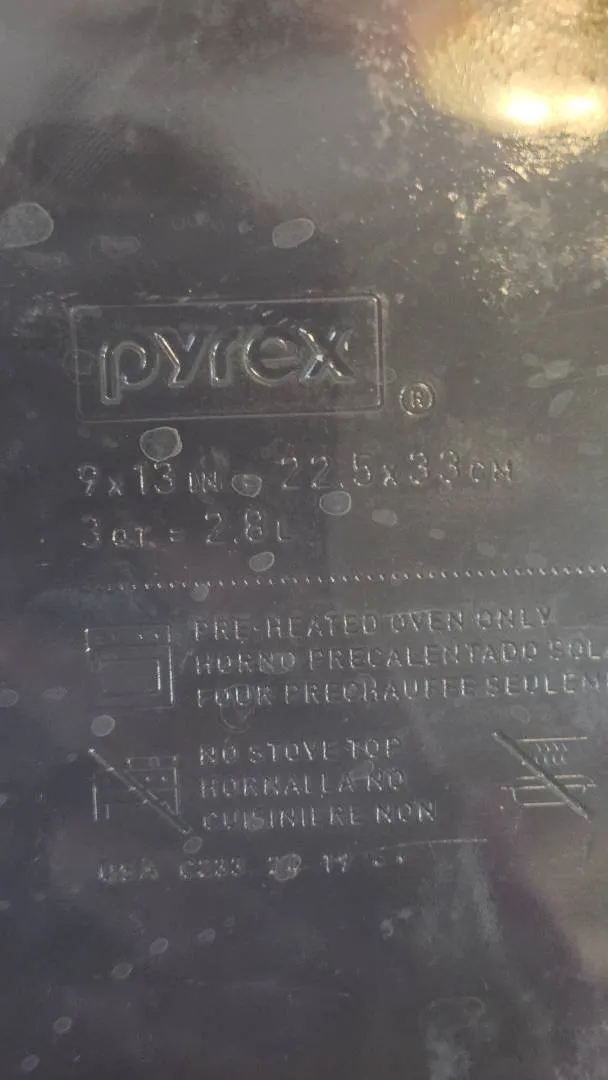 pyrex
®
9 x 13 IN = 22.5 x 33 CM
3 QT. = 2.8 L
PRE-HEATED OVEN ONLY
HORNO PRECALENTADO SOL
FOUR PRECHAUFFE SEULEM
NO STOVE TOP
HORNALLA NO
CUISINIERE NON
USA C233